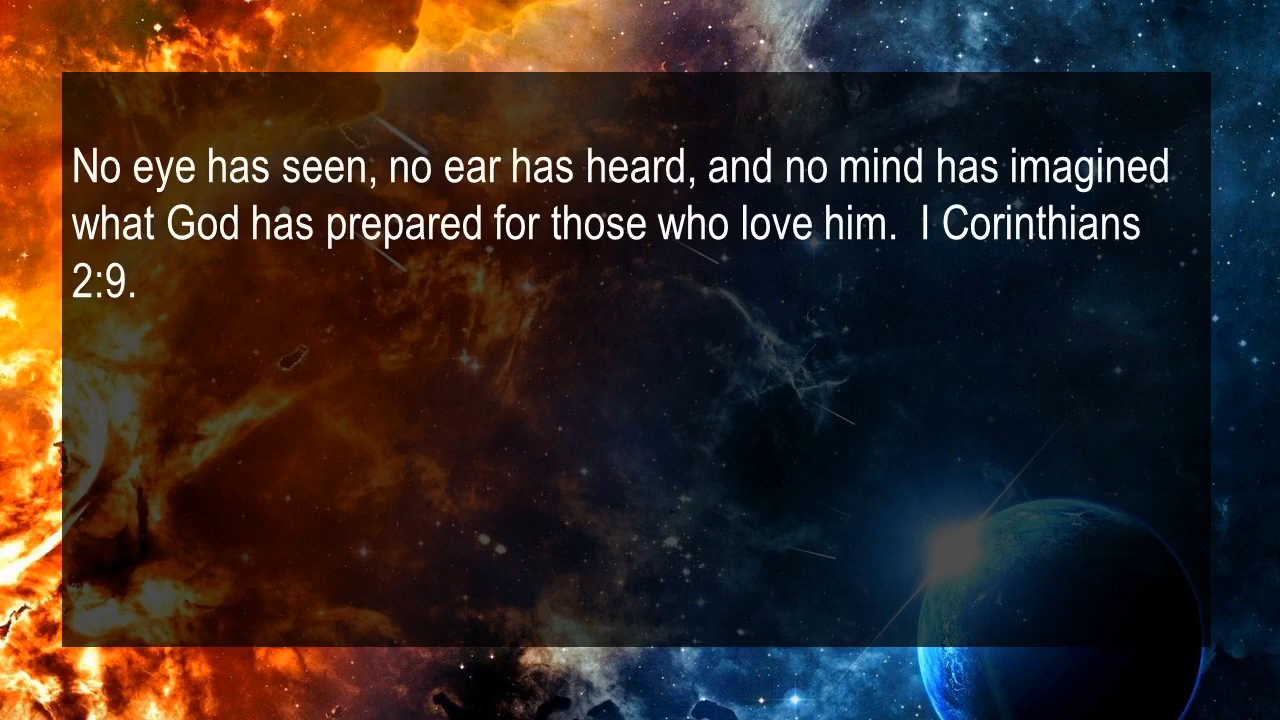 No eye has seen, no ear has heard, and no mind has imagined
what God has prepared for those who love him.  I Corinthians
2:9.